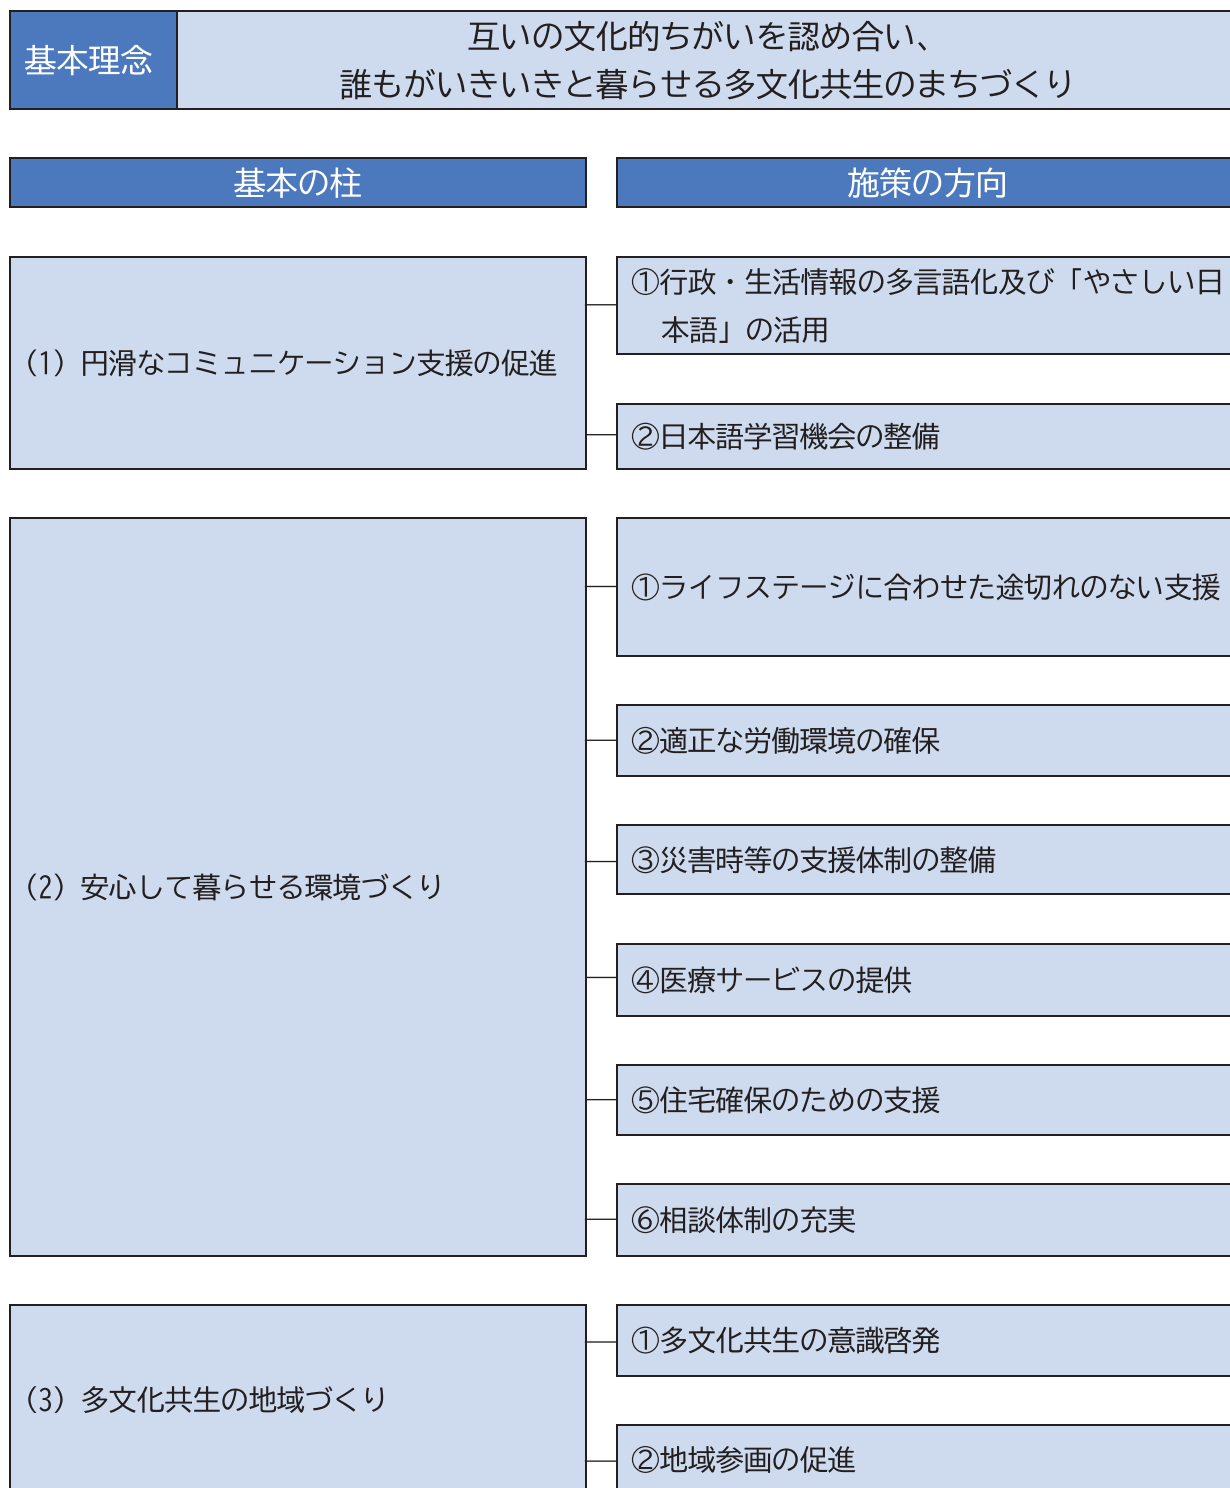 基本理念
互いの文化的ちがいを認め合い、
誰もがいきいきと暮らせる多文化共生のまちづくり
基本の柱
施策の方向
(1) 円滑なコミュニケーション支援の促進
①行政・生活情報の多言語化及び「やさしい日
本語」の活用
②日本語学習機会の整備
(2) 安心して暮らせる環境づくり
①ライフステージに合わせた途切れのない支援
②適正な労働環境の確保
③災害時等の支援体制の整備
④医療サービスの提供
⑤住宅確保のための支援
⑥相談体制の充実
(3) 多文化共生の地域づくり
①多文化共生の意識啓発
②地域参画の促進